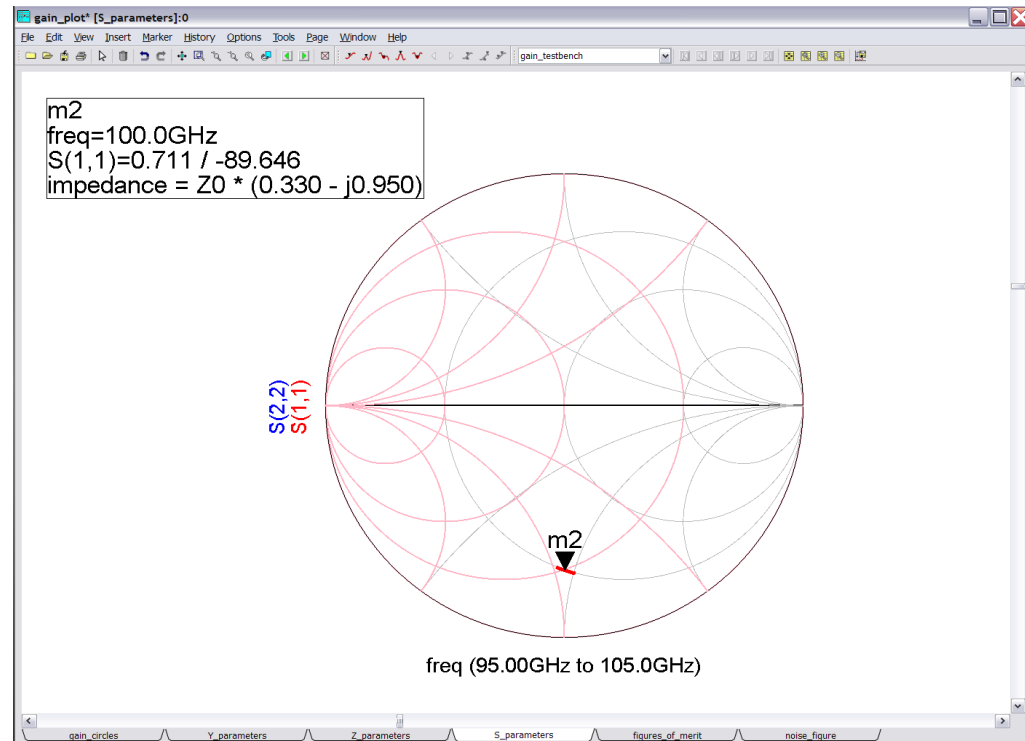 gain_plot* [S_parameters]:0
File Edit View Insert Marker History Options Tools Page Window Help
gain_testbench
m2
freq=100.0GHz
S(1,1)=0.711 / -89.646
impedance = Z0 * (0.330 - j0.950)
S(2,2)
S(1,1)
m2
freq (95.00GHz to 105.0GHz)
gain_circles Y_parameters Z_parameters S_parameters figures_of_merit noise_figure